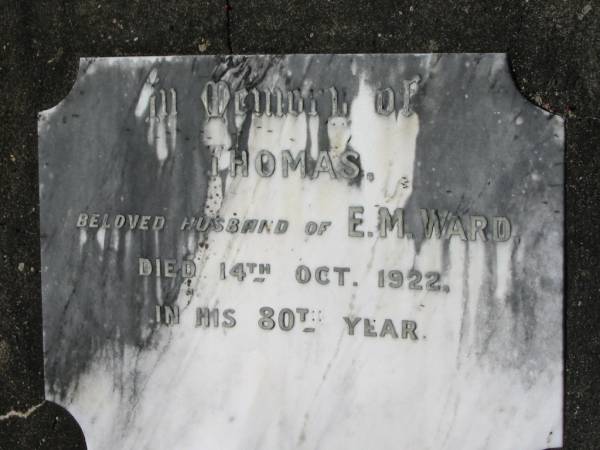 In Memory of
THOMAS,
BELOVED HUSBAND OF E. M. WARD,
DIED 14TH OCT. 1922,
IN HIS 80TH YEAR.